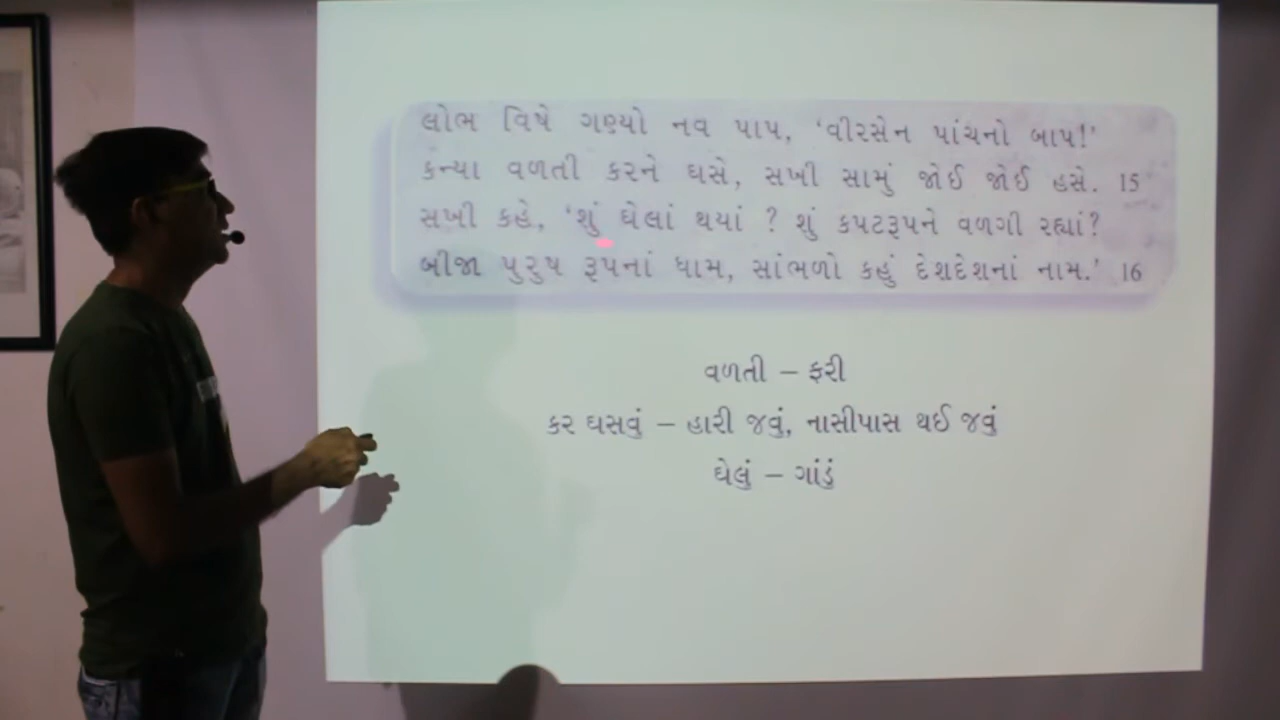 લોભ વિષે ગણ્યો નવ પાપ, ‘વીરસેન પાંચનો બાપ!’
કન્યા વળતી કરને ઘસે, સખી સામું જોઈ જોઈ હસે. 15
સખી કહે, ‘શું ઘેલાં થયાં ? શું કપટરૂપને વળગી રહ્યાં?
બીજા પુરુષ રૂપનાં ધામ, સાંભળો કહું દેશદેશનાં નામ.’ 16
વળતી – ફરી
કર ઘસવું – હારી જવું, નાસીપાસ થઈ જવું
ઘેલું – ગાંડું